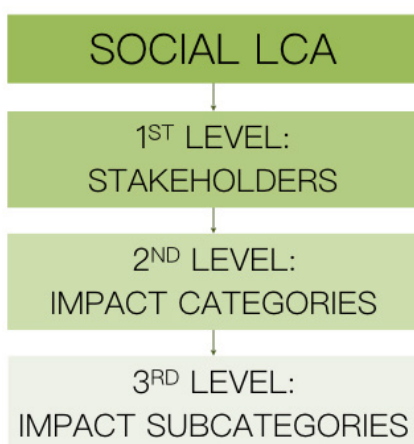 SOCIAL LCA
1ST LEVEL:
STAKEHOLDERS
2ND LEVEL:
IMPACT CATEGORIES
3RD LEVEL:
IMPACT SUBCATEGORIES